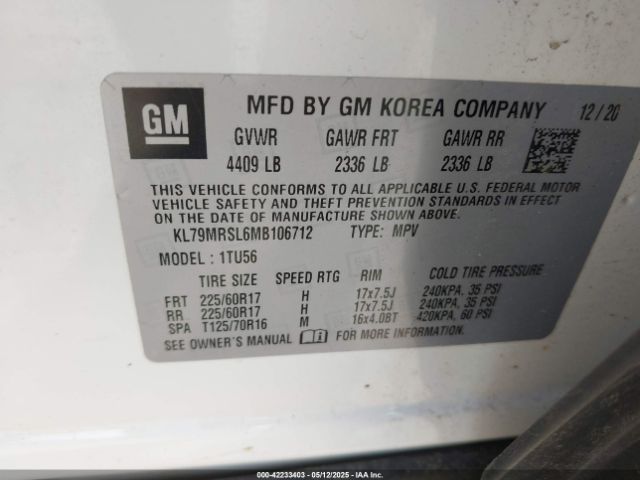 GM MFD BY GM KOREA COMPANY 12/20
GVWR GAWR FRT GAWR RR
4409 LB 2336 LB 2336 LB
THIS VEHICLE CONFORMS TO ALL APPLICABLE U.S. FEDERAL MOTOR
VEHICLE SAFETY AND THEFT PREVENTION STANDARDS IN EFFECT
ON THE DATE OF MANUFACTURE SHOWN ABOVE.
KL79MRSL6MB106712 TYPE: MPV
MODEL: 1TU56
TIRE SIZE SPEED RTG RIM COLD TIRE PRESSURE
FRT 225/60R17 H 17x7.5J 240KPA, 35 PSI
RR 225/60R17 H 17x7.5J 240KPA, 35 PSI
SPA T125/70R16 M 16x4.0BT 420KPA, 60 PSI
SEE OWNER'S MANUAL FOR MORE INFORMATION.
000-42233403 - 05/12/2025 - IAA Inc.